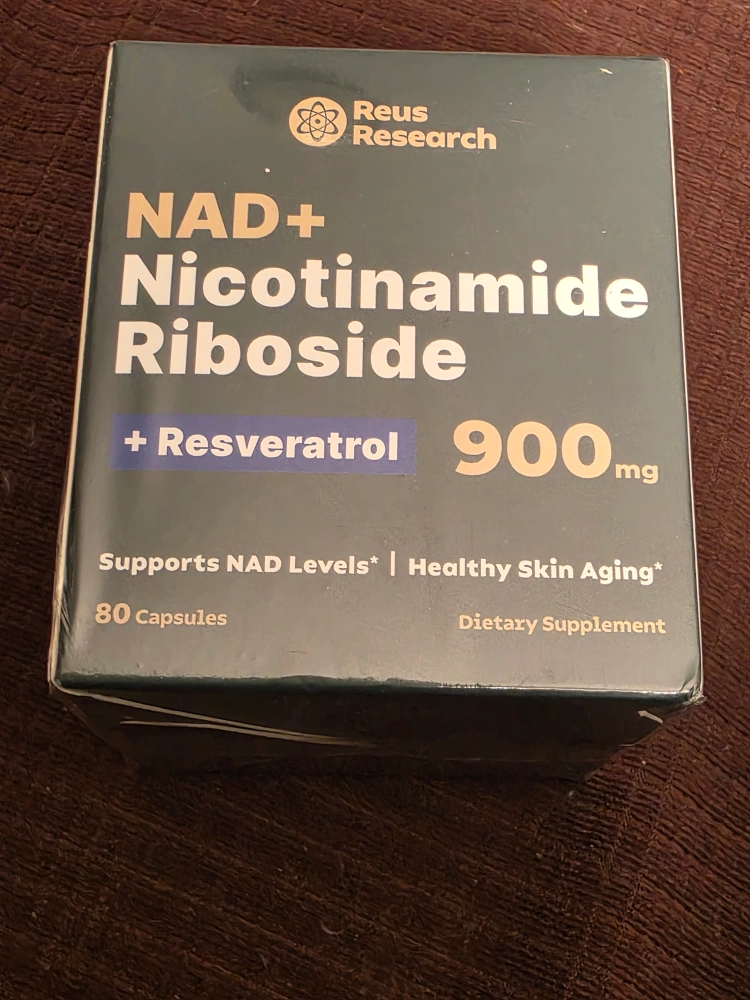 Reus
Research
NAD+
Nicotinamide
Riboside
+ Resveratrol 900mg
Supports NAD Levels* | Healthy Skin Aging*
80 Capsules Dietary Supplement